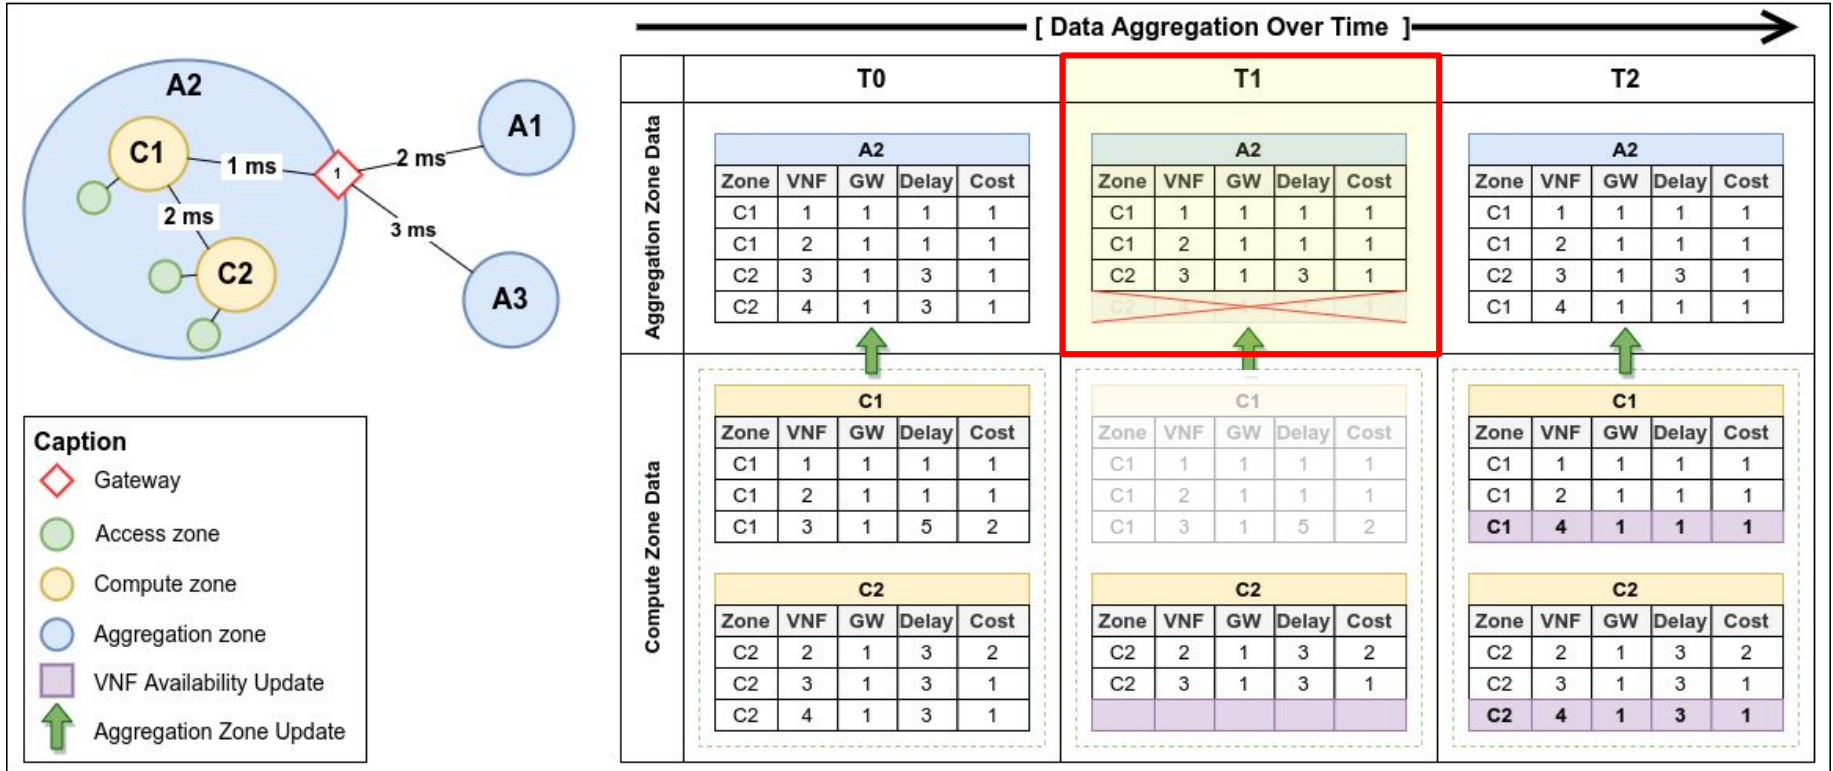 [ Data Aggregation Over Time ]
A2
C1
1 ms
1
2 ms
A1
2 ms
C2
3 ms
A3
Caption
Gateway
Access zone
Compute zone
Aggregation zone
VNF Availability Update
Aggregation Zone Update
T0 T1 T2
Aggregation Zone Data
A2
Zone VNF GW Delay Cost
C1 1 1 1 1
C1 2 1 1 1
C2 3 1 3 1
C2 4 1 3 1
A2
Zone VNF GW Delay Cost
C1 1 1 1 1
C1 2 1 1 1
C2 3 1 3 1
C2 1 1
A2
Zone VNF GW Delay Cost
C1 1 1 1 1
C1 2 1 1 1
C2 3 1 3 1
C1 4 1 1 1
Compute Zone Data
C1
Zone VNF GW Delay Cost
C1 1 1 1 1
C1 2 1 1 1
C1 3 1 5 2
C2
Zone VNF GW Delay Cost
C2 2 1 3 2
C2 3 1 3 1
C2 4 1 3 1
C1
Zone VNF GW Delay Cost
C1 1 1 1 1
C1 2 1 1 1
C1 3 1 5 2
C2
Zone VNF GW Delay Cost
C2 2 1 3 2
C2 3 1 3 1
C1
Zone VNF GW Delay Cost
C1 1 1 1 1
C1 2 1 1 1
C1 4 1 1 1
C2
Zone VNF GW Delay Cost
C2 2 1 3 2
C2 3 1 3 1
C2 4 1 3 1